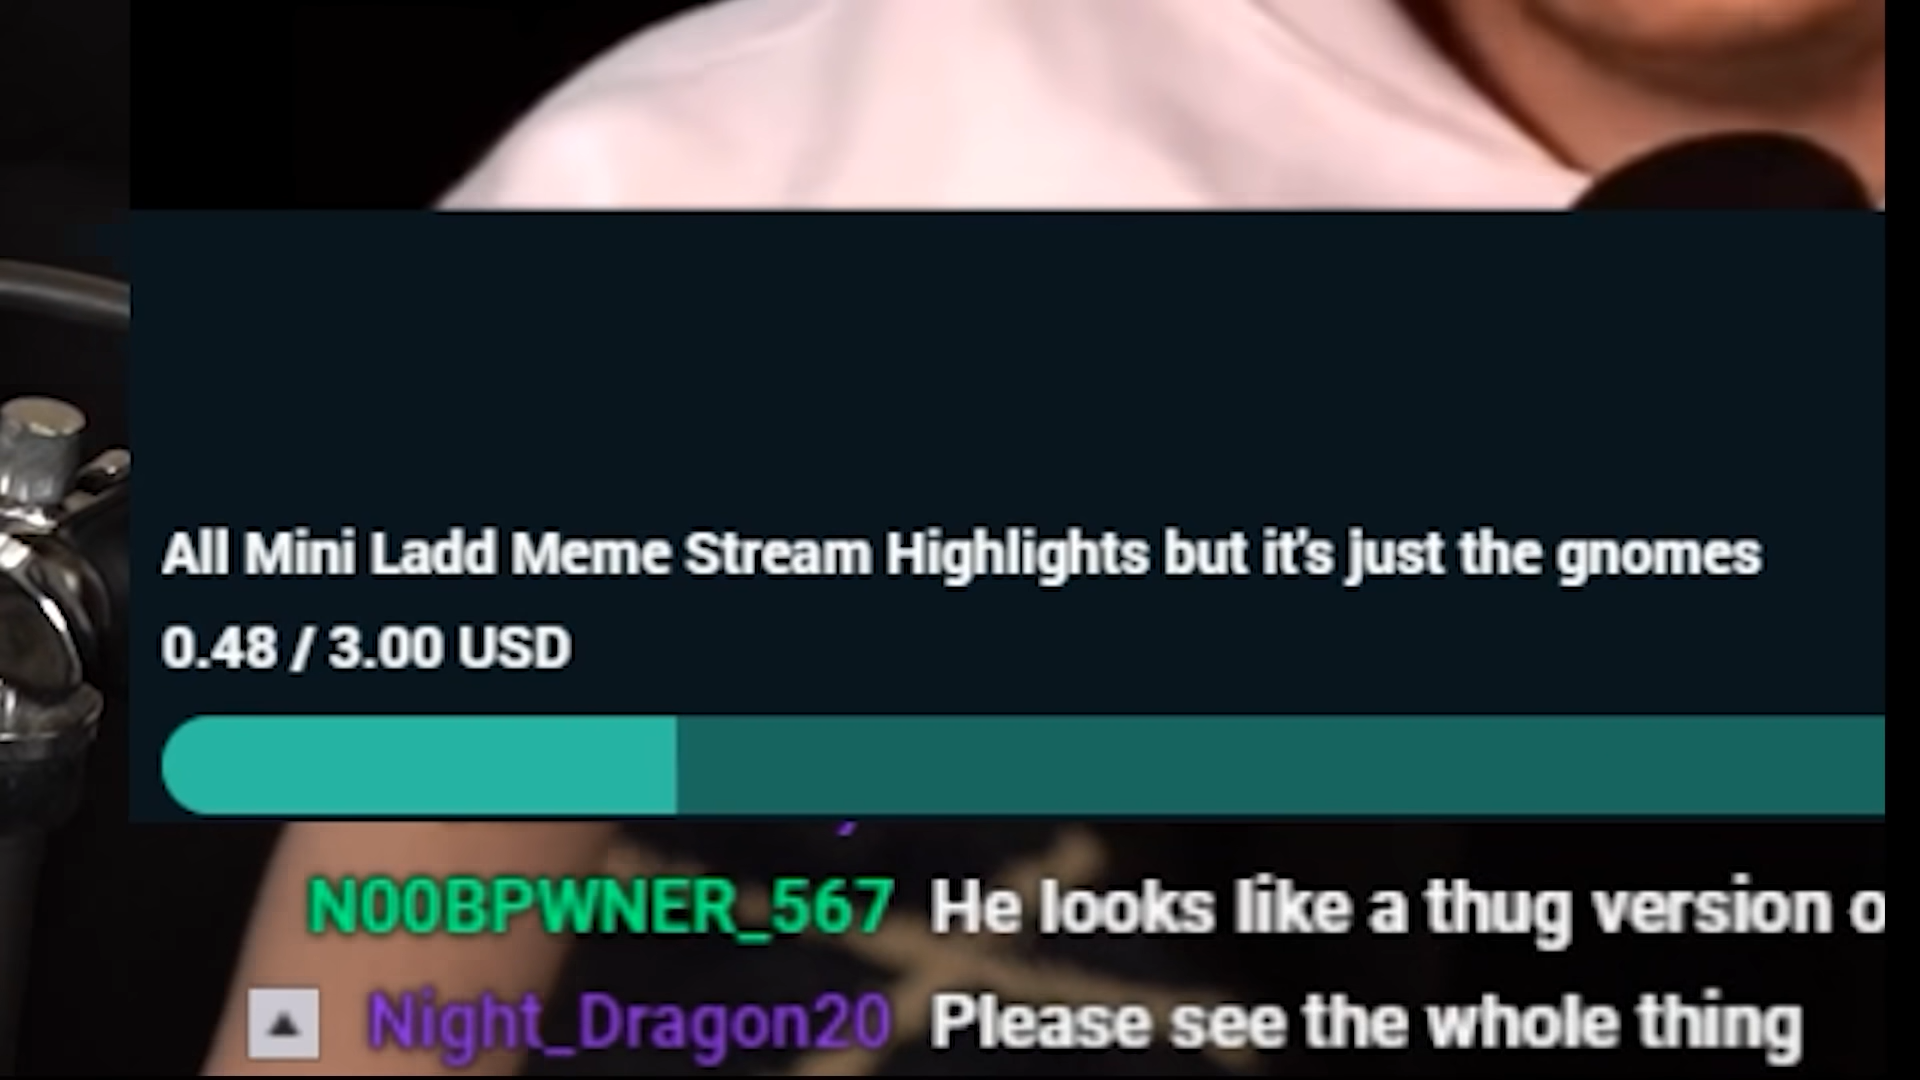 All Mini Ladd Meme Stream Highlights but it's just the gnomes
0.48 / 3.00 USD
N00BPWNER_567 He looks like a thug version
Night_Dragon20 Please see the whole thing